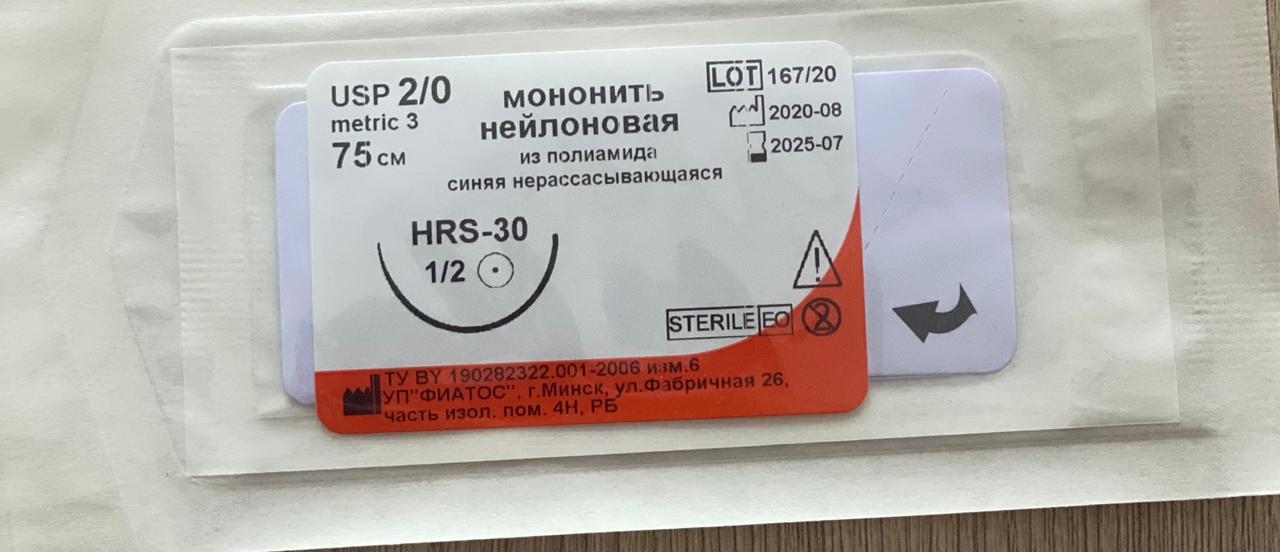 USP 2/0
metric 3
75 см
мононить
нейлоновая
из полиамида
синяя нерассасывающаяся
LOT 167/20
2020-08
2025-07
HRS-30
1/2
STERILE EO
2
ТУ BY 190282322.001-2006 изм.6
УП"ФИАТОС", г.Минск, ул.Фабричная 26,
часть изол. пом. 4Н, РБ